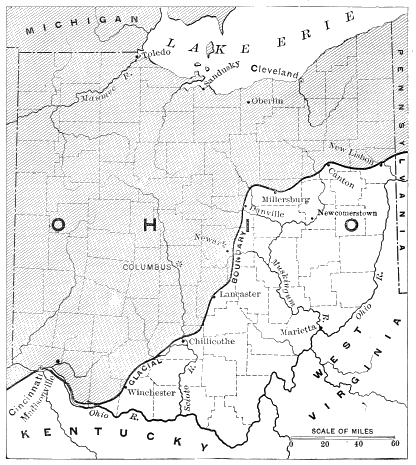 MICHIGAN
LAKE ERIE
Toledo
Maumee R.
Sandusky
Cleveland
Oberlin
PENNSYLVANIA
New Lisbon
Canton
Millersburg
Danville
Newcomerstown
OHIO
Newark
COLUMBUS
BOUNDARY
Muskingum R.
Ohio R.
Lancaster
Marietta
Chillicothe
GLACIAL
WEST VIRGINIA
Cincinnati
Madisonville
Winchester
Scioto R.
Ohio R.
KENTUCKY
SCALE OF MILES
0 20 40 60